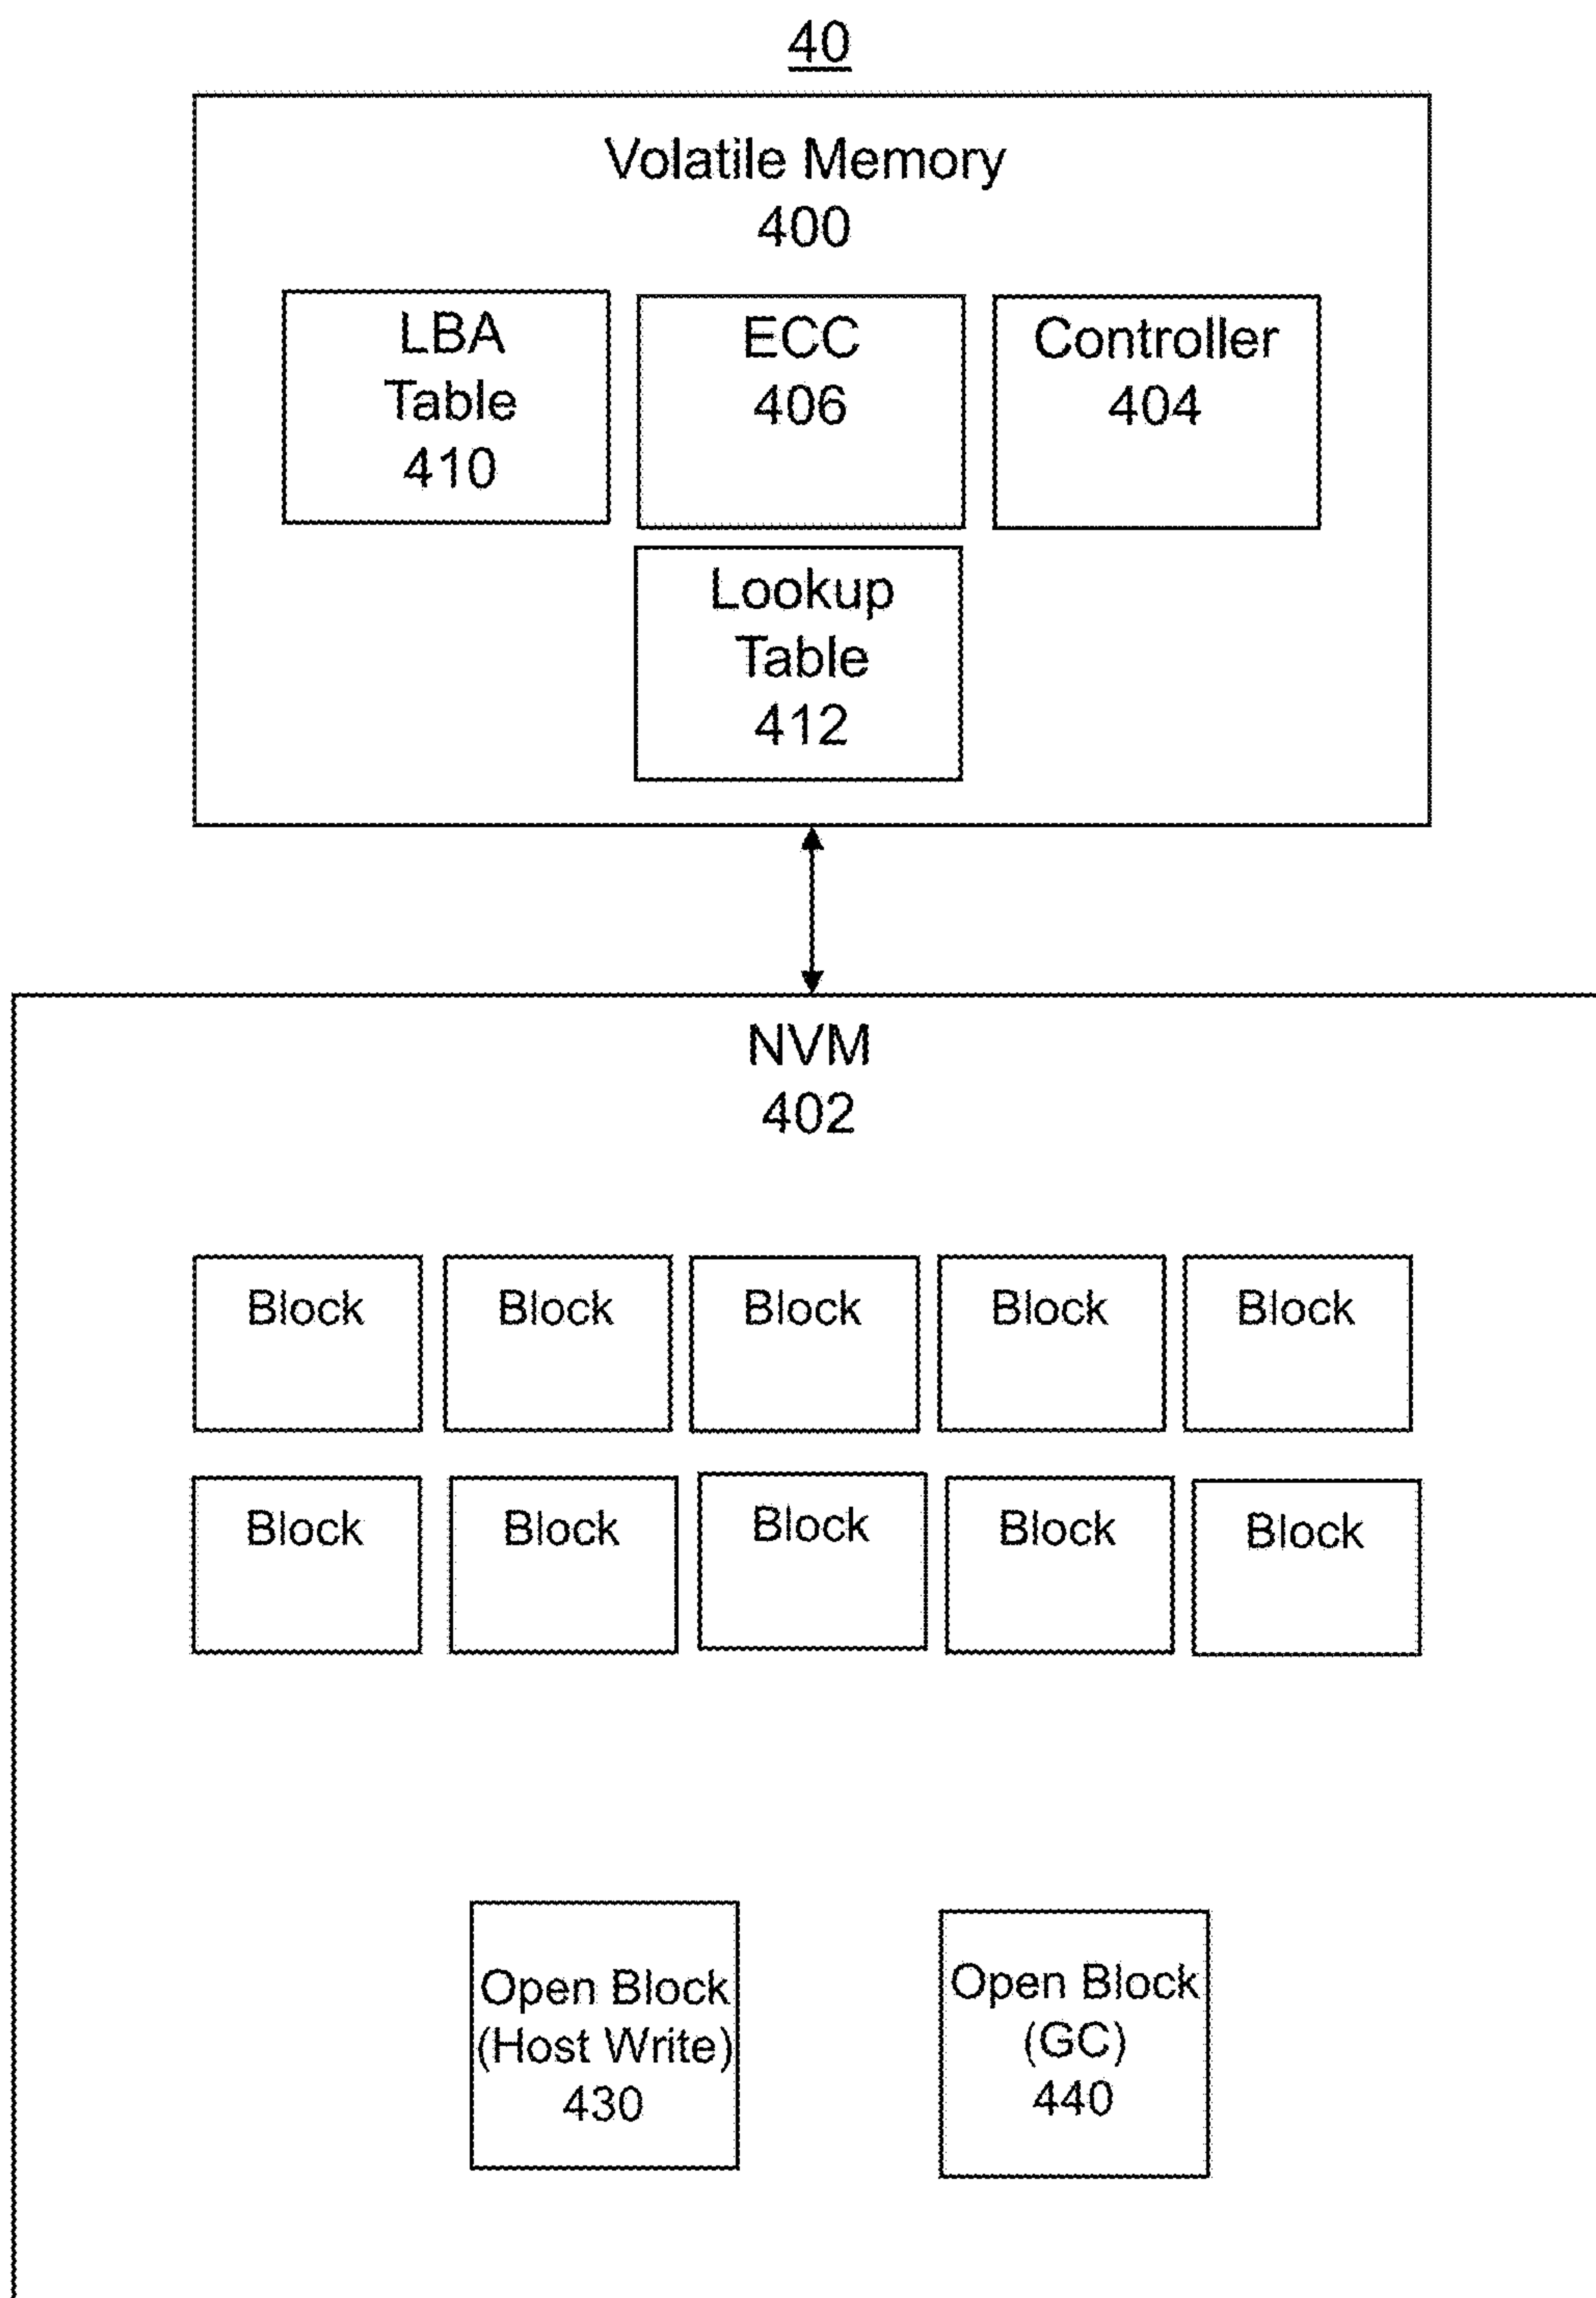 40
Volatile Memory
400
LBA
Table
410
ECC
406
Controller
404
Lookup
Table
412
NVM
402
Block
Block
Block
Block
Block
Block
Block
Block
Block
Block
Open Block
(Host Write)
430
Open Block
(GC)
440